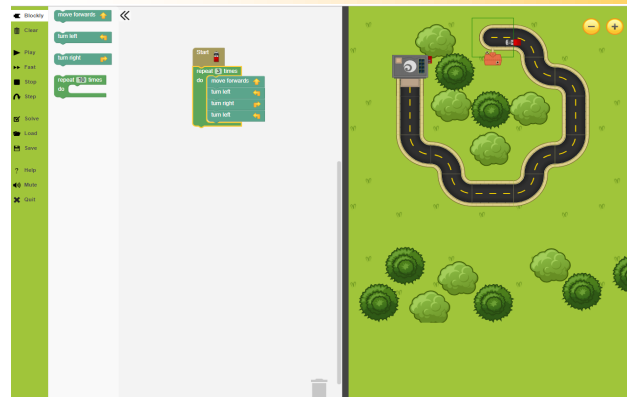 Blockly
Clear
Play
Fast
Stop
Step
Solve
Load
Save
? Help
Mute
Quit
move forwards
turn left
turn right
repeat times
do
Start
repeat 3 times
do move forwards
turn left
turn right
turn left